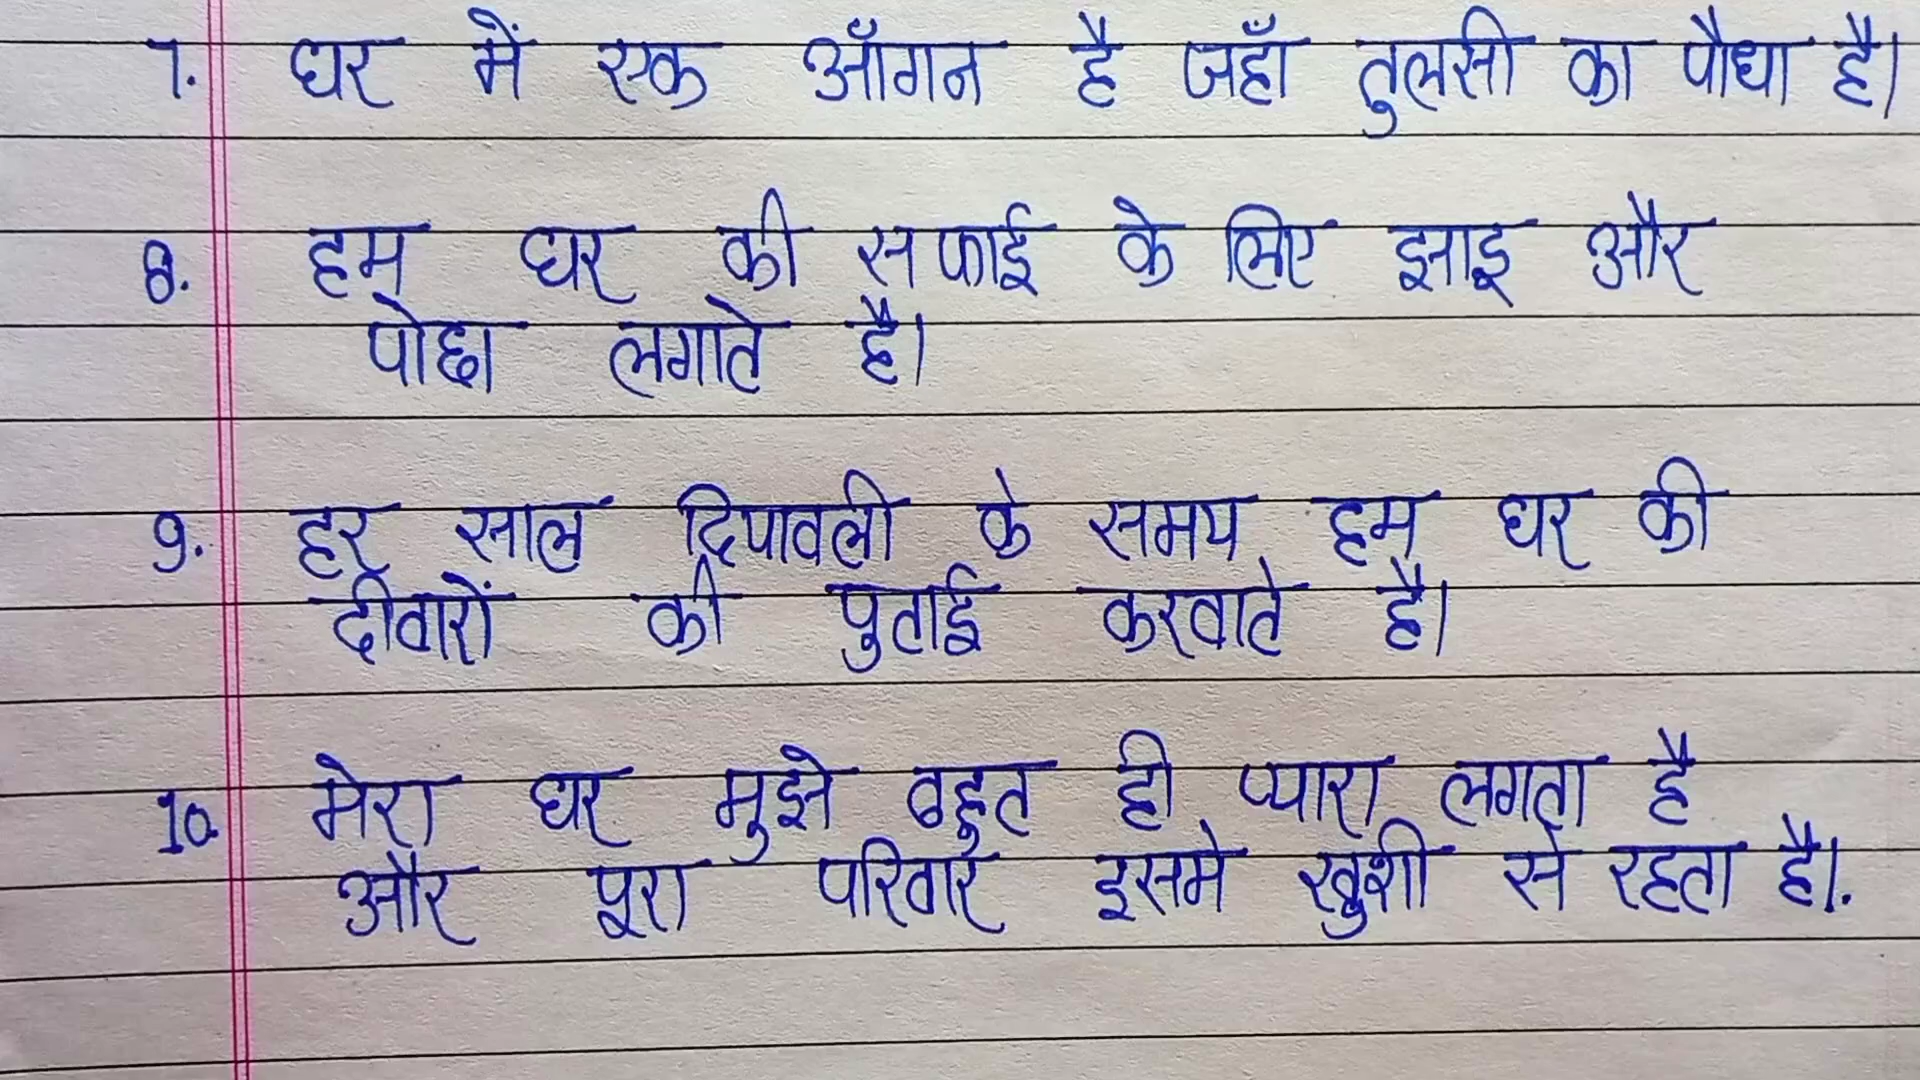 7. घर में एक आँगन है जहाँ तुलसी का पौधा है।
8. हम घर की सफाई के लिए झाडु और
पोछा लगाते है।
9. हर साल दिपावली के समय हम घर की
दीवारों की पुताई करवाते है।
10. मेरा घर मुझे बहुत ही प्यारा लगता है
और पूरा परिवार इसमे खुशी से रहता है।.